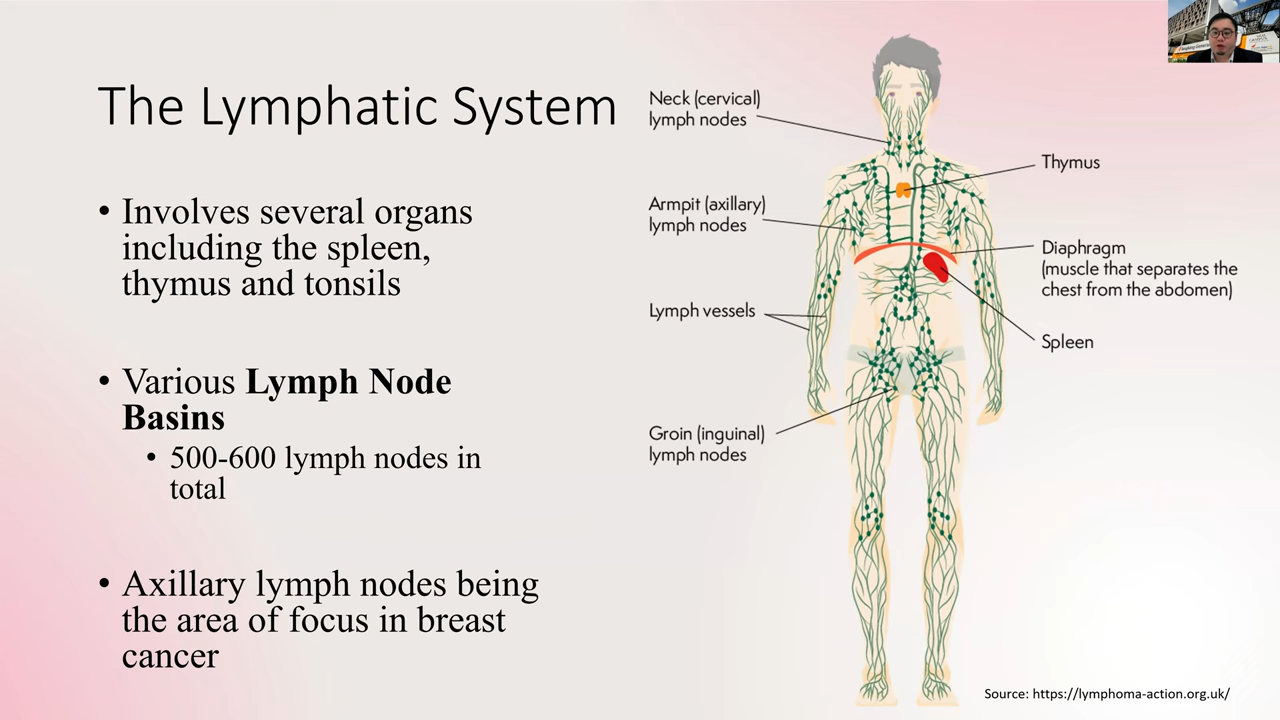 The Lymphatic System
• Involves several organs
including the spleen,
thymus and tonsils
• Various Lymph Node
Basins
• 500-600 lymph nodes in
total
• Axillary lymph nodes being
the area of focus in breast
cancer
Neck (cervical)
lymph nodes
Armpit (axillary)
lymph nodes
Lymph vessels
Groin (inguinal)
lymph nodes
Thymus
Diaphragm
(muscle that separates the
chest from the abdomen)
Spleen
Source: https://lymphoma-action.org.uk/